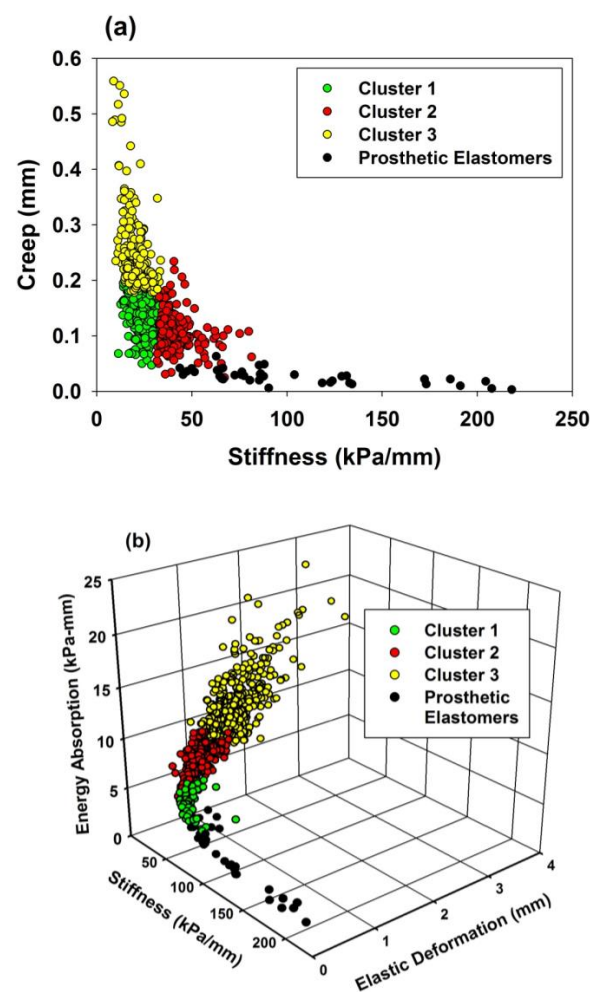 (a)
0.6
0.5
0.4
0.3
0.2
0.1
0.0
Creep (mm)
Cluster 1
Cluster 2
Cluster 3
Prosthetic Elastomers
0 50 100 150 200 250
Stiffness (kPa/mm)
(b)
25
20
15
10
5
0
Energy Absorption (kPa-mm)
Cluster 1
Cluster 2
Cluster 3
Prosthetic
Elastomers
50
100
150
200
Stiffness (kPa/mm)
0
1
2
3
4
Elastic Deformation (mm)